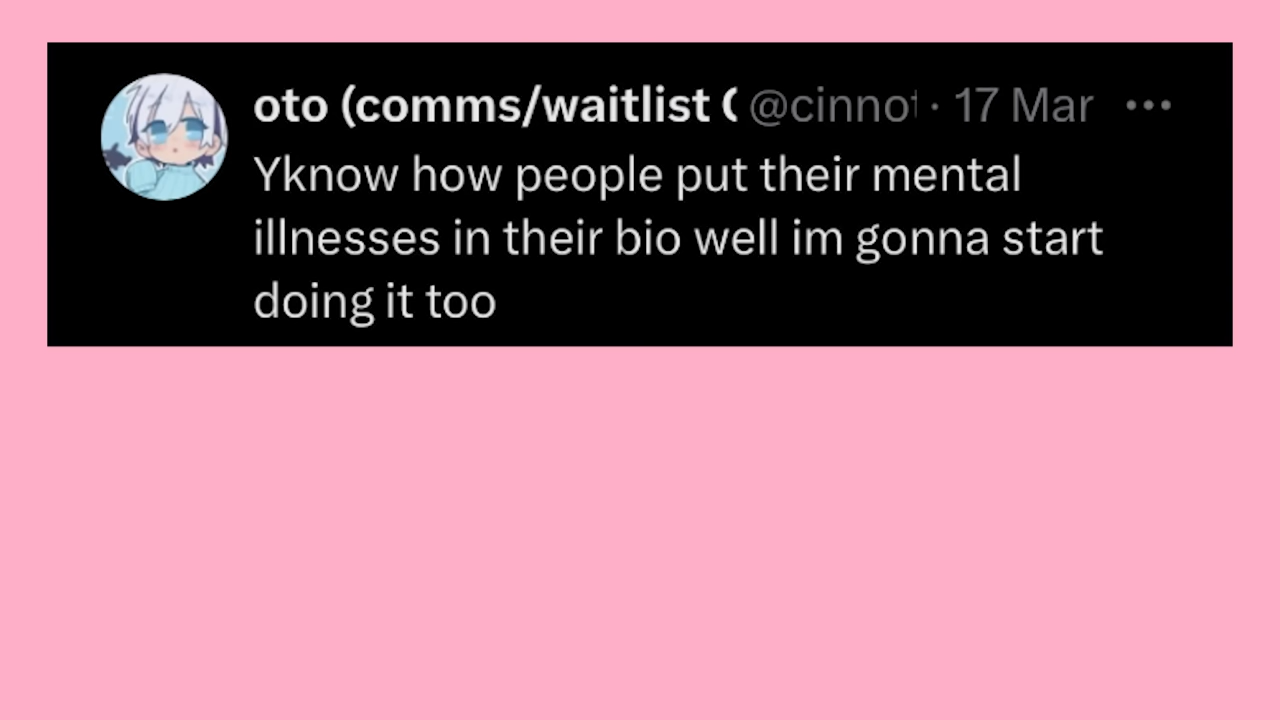 oto (comms/waitlist @cinno · 17 Mar
Yknow how people put their mental
illnesses in their bio well im gonna start
doing it too